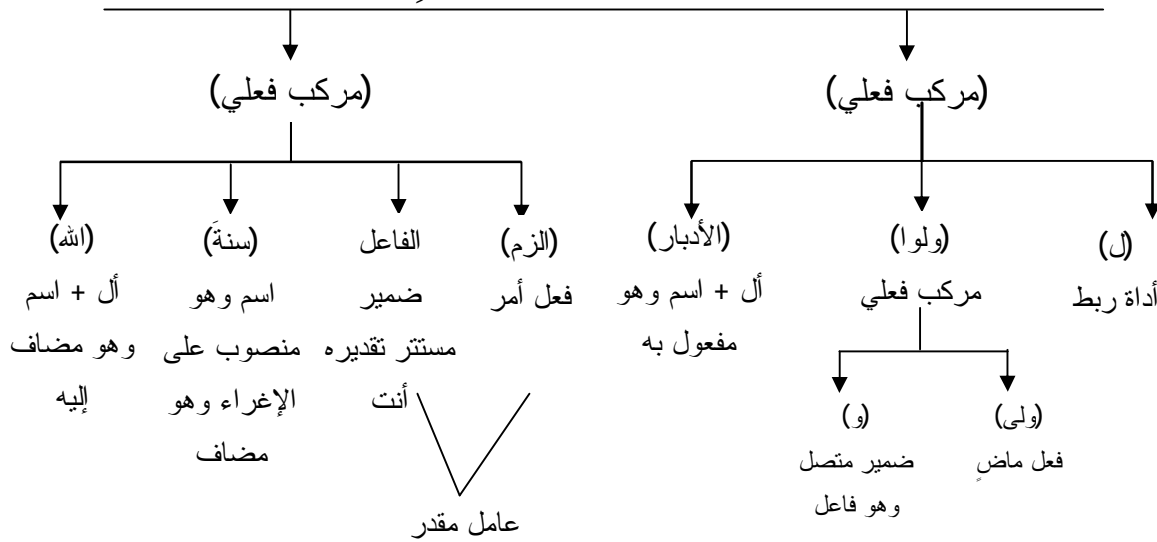 (مركب فعلي)
(مركب فعلي)
(ل)
أداة ربط
(ولوا)
مركب فعلي
(ولى)
فعل ماضٍ
(و)
ضمير متصل
وهو فاعل
(الأدبار)
أل + اسم وهو
مفعول به
(الزم)
فعل أمر
الفاعل
ضمير
مستتر تقديره
أنت
(سنةَ)
اسم وهو
منصوب على
الإغراء وهو
مضاف
(الله)
أل + اسم
وهو مضاف
إليه
عامل مقدر